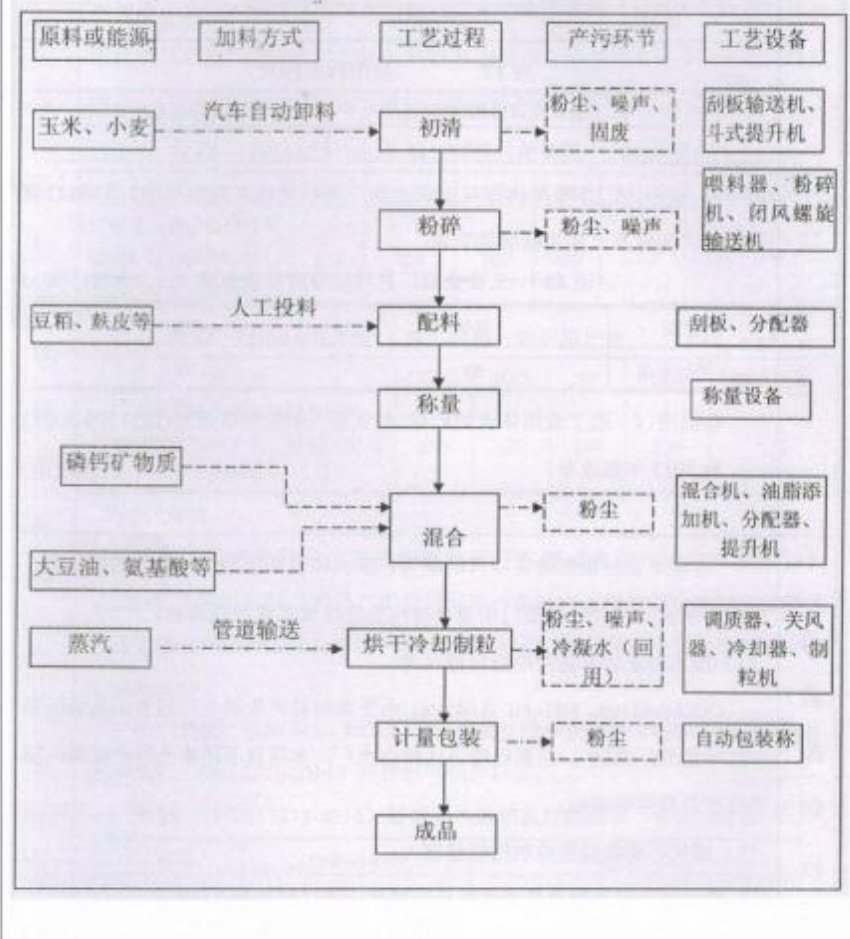 原料或能源 加料方式 工艺过程 产污环节 工艺设备
汽车自动卸料
玉米、小麦
初清
粉尘、噪声、
固废
刮板输送机、
斗式提升机
粉碎
粉尘、噪声
喂料器、粉碎
机、闭风螺旋
输送机
人工投料
豆粕、麸皮等
配料
刮板、分配器
称量
称量设备
磷钙矿物质
混合
粉尘
混合机、油脂添
加机、分配器、
提升机
大豆油、氨基酸等
管道输送
蒸汽
烘干冷却制粒
粉尘、噪声、
冷凝水（回
用）
调质器、关风
器、冷却器、制
粒机
计量包装
粉尘
自动包装称
成品